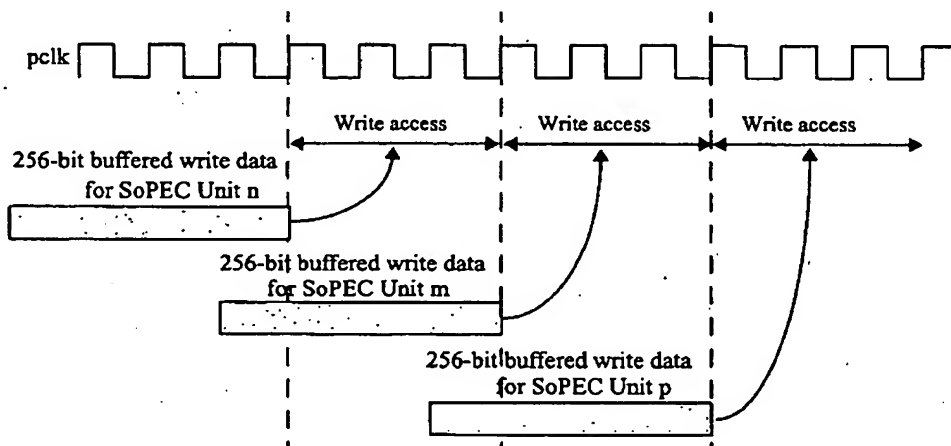 pclk
Write access
Write access
Write access
256-bit buffered write data
for SoPEC Unit n
256-bit buffered write data
for SoPEC Unit m
256-bit buffered write data
for SoPEC Unit p